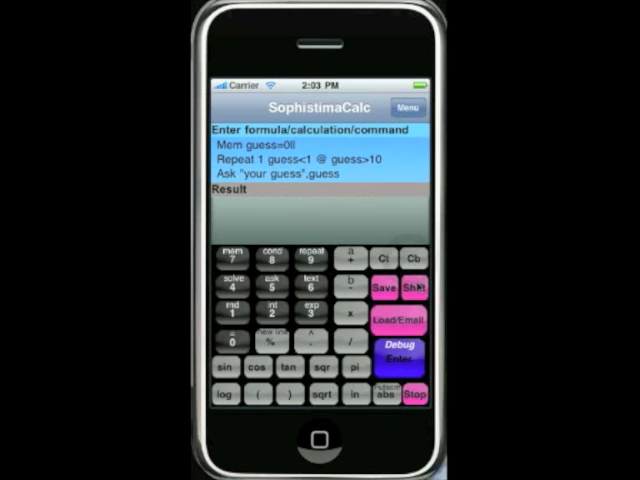 Carrier 2:03 PM
SophistimaCalc Menu
Enter formula/calculation/command
Mem guess=0
Repeat 1 guess<1 @ guess>10
Ask "your guess",guess
Result
mem cond repeat a
7 8 9 + Ct Cb
solve ask text b
4 5 6 - Save Shift
rnd int exp
1 2 3 x Load/Email
= new line ^
0 % . / Debug
Enter
sin cos tan sqr pi
log ( ) sqrt ln abs Stop